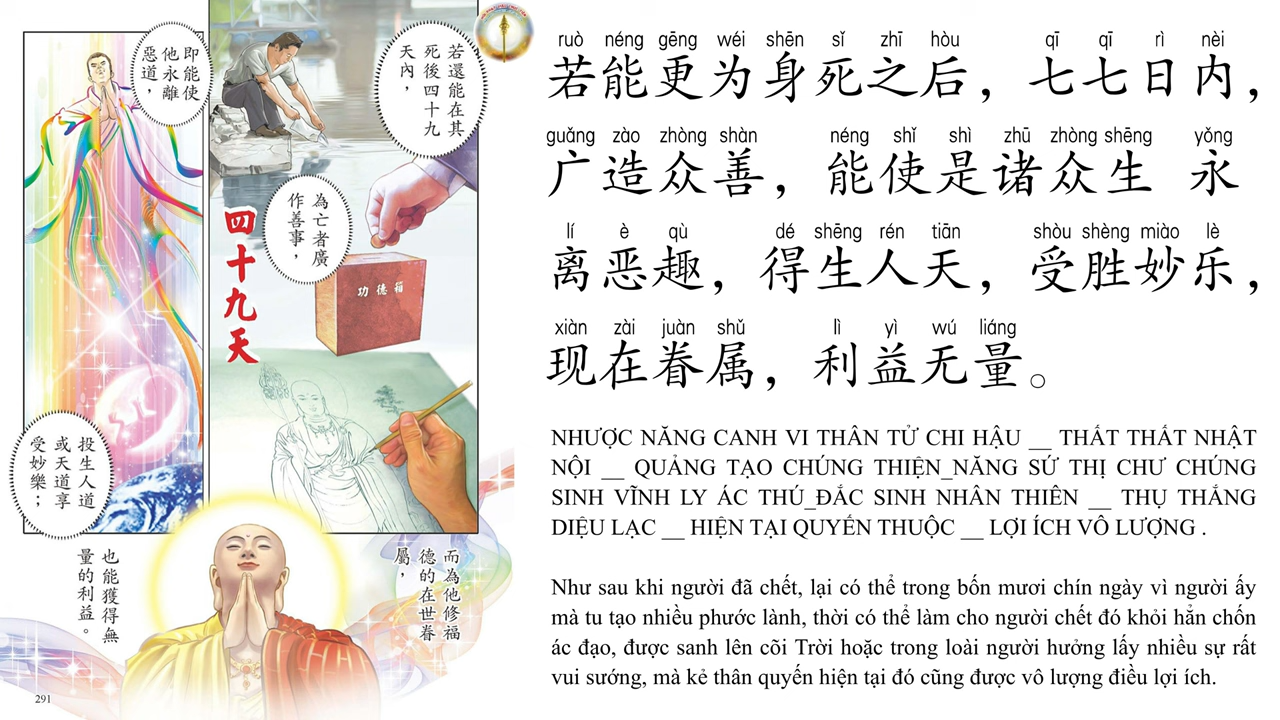 若還能在其
死後四十九
天內，
為亡者廣
作善事，
四十九天
功德箱
即能使
他永離
惡道，
投生人道
或天道享
受妙樂；
而為他修福
德的在世眷
屬，
也能獲得無
量的利益。
291
ruò néng gēng wéi shēn sǐ zhī hòu qī qī rì nèi
若能更为身死之后，七七日内，
guǎng zào zhòng shàn néng shǐ shì zhū zhòng shēng yǒng
广造众善，能使是诸众生 永
lí è qù dé shēng rén tiān shòu shèng miào lè
离恶趣，得生人天，受胜妙乐，
xiàn zài juàn shǔ lì yì wú liáng
现在眷属，利益无量。
NHƯỢC NĂNG CANH VI THÂN TỬ CHI HẬU __ THẤT THẤT NHẬT
NỘI __ QUẢNG TẠO CHÚNG THIỆN_NĂNG SỨ THỊ CHƯ CHÚNG
SINH VĨNH LY ÁC THÚ_ĐẮC SINH NHÂN THIÊN __ THỤ THẮNG
DIỆU LẠC __ HIỆN TẠI QUYẾN THUỘC __ LỢI ÍCH VÔ LƯỢNG .
Như sau khi người đã chết, lại có thể trong bốn mươi chín ngày vì người ấy
mà tu tạo nhiều phước lành, thời có thể làm cho người chết đó khỏi hẳn chốn
ác đạo, được sanh lên cõi Trời hoặc trong loài người hưởng lấy nhiều sự rất
vui sướng, mà kẻ thân quyến hiện tại đó cũng được vô lượng điều lợi ích.